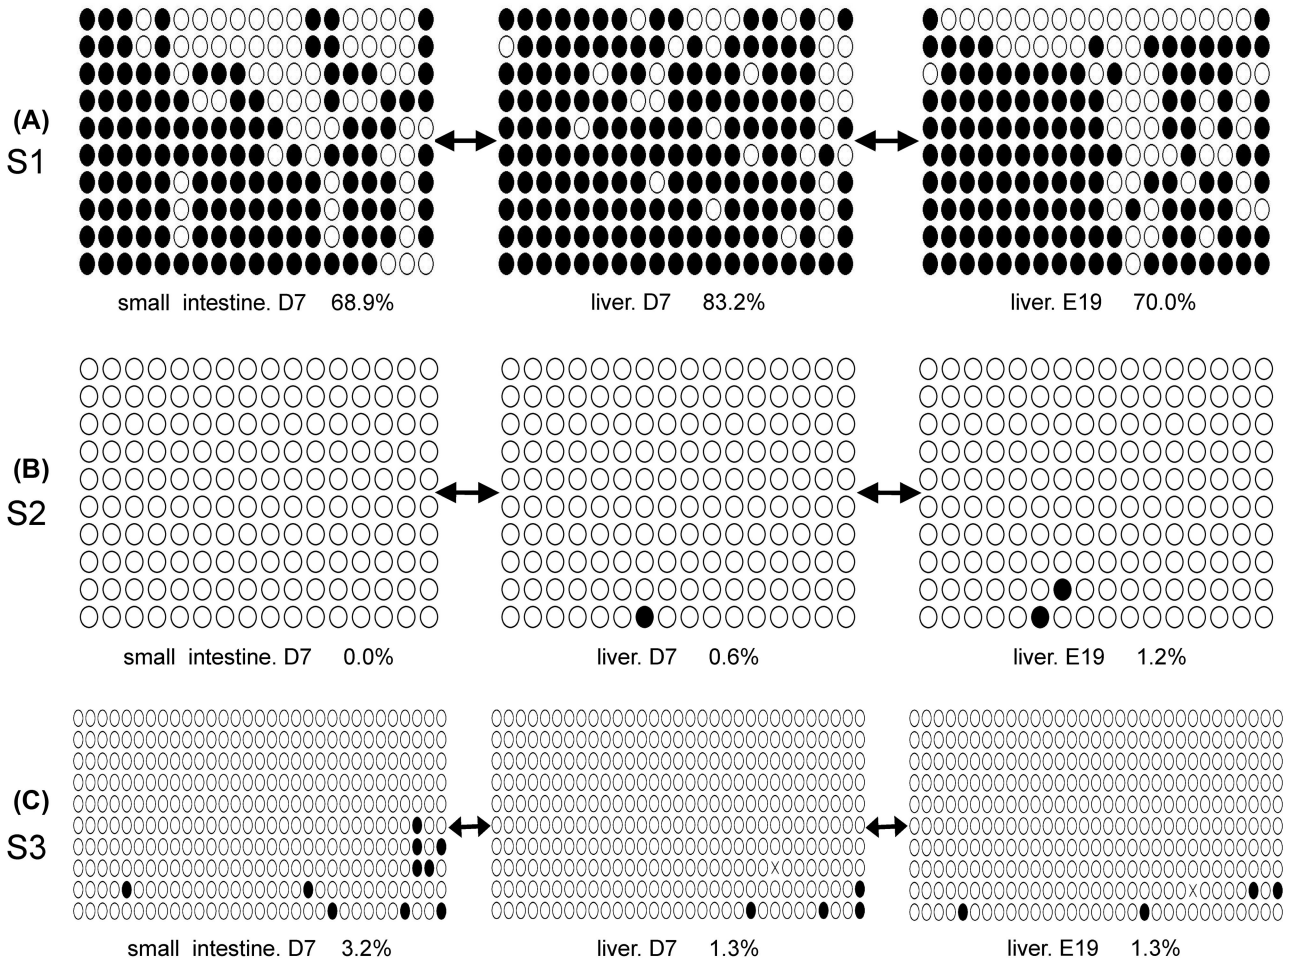 (A)
S1
small intestine. D7 68.9%
liver. D7 83.2%
liver. E19 70.0%
(B)
S2
small intestine. D7 0.0%
liver. D7 0.6%
liver. E19 1.2%
(C)
S3
X
X
small intestine. D7 3.2%
liver. D7 1.3%
liver. E19 1.3%